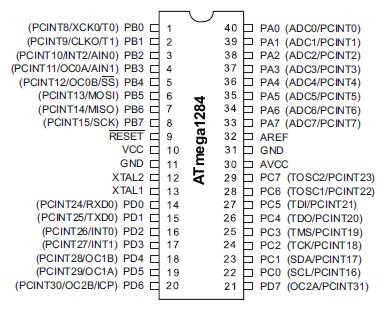 (PCINT8/XCK0/T0) PB0 1 40 PA0 (ADC0/PCINT0)
(PCINT9/CLKO/T1) PB1 2 39 PA1 (ADC1/PCINT1)
(PCINT10/INT2/AIN0) PB2 3 38 PA2 (ADC2/PCINT2)
(PCINT11/OC0A/AIN1) PB3 4 37 PA3 (ADC3/PCINT3)
(PCINT12/OC0B/SS) PB4 5 36 PA4 (ADC4/PCINT4)
(PCINT13/MOSI) PB5 6 35 PA5 (ADC5/PCINT5)
(PCINT14/MISO) PB6 7 34 PA6 (ADC6/PCINT6)
(PCINT15/SCK) PB7 8 33 PA7 (ADC7/PCINT7)
RESET 9 32 AREF
VCC 10 31 GND
GND 11 30 AVCC
XTAL2 12 29 PC7 (TOSC2/PCINT23)
XTAL1 13 28 PC6 (TOSC1/PCINT22)
(PCINT24/RXD0) PD0 14 27 PC5 (TDI/PCINT21)
(PCINT25/TXD0) PD1 15 26 PC4 (TDO/PCINT20)
(PCINT26/INT0) PD2 16 25 PC3 (TMS/PCINT19)
(PCINT27/INT1) PD3 17 24 PC2 (TCK/PCINT18)
(PCINT28/OC1B) PD4 18 23 PC1 (SDA/PCINT17)
(PCINT29/OC1A) PD5 19 22 PC0 (SCL/PCINT16)
(PCINT30/OC2B/ICP) PD6 20 21 PD7 (OC2A/PCINT31)
ATmega1284